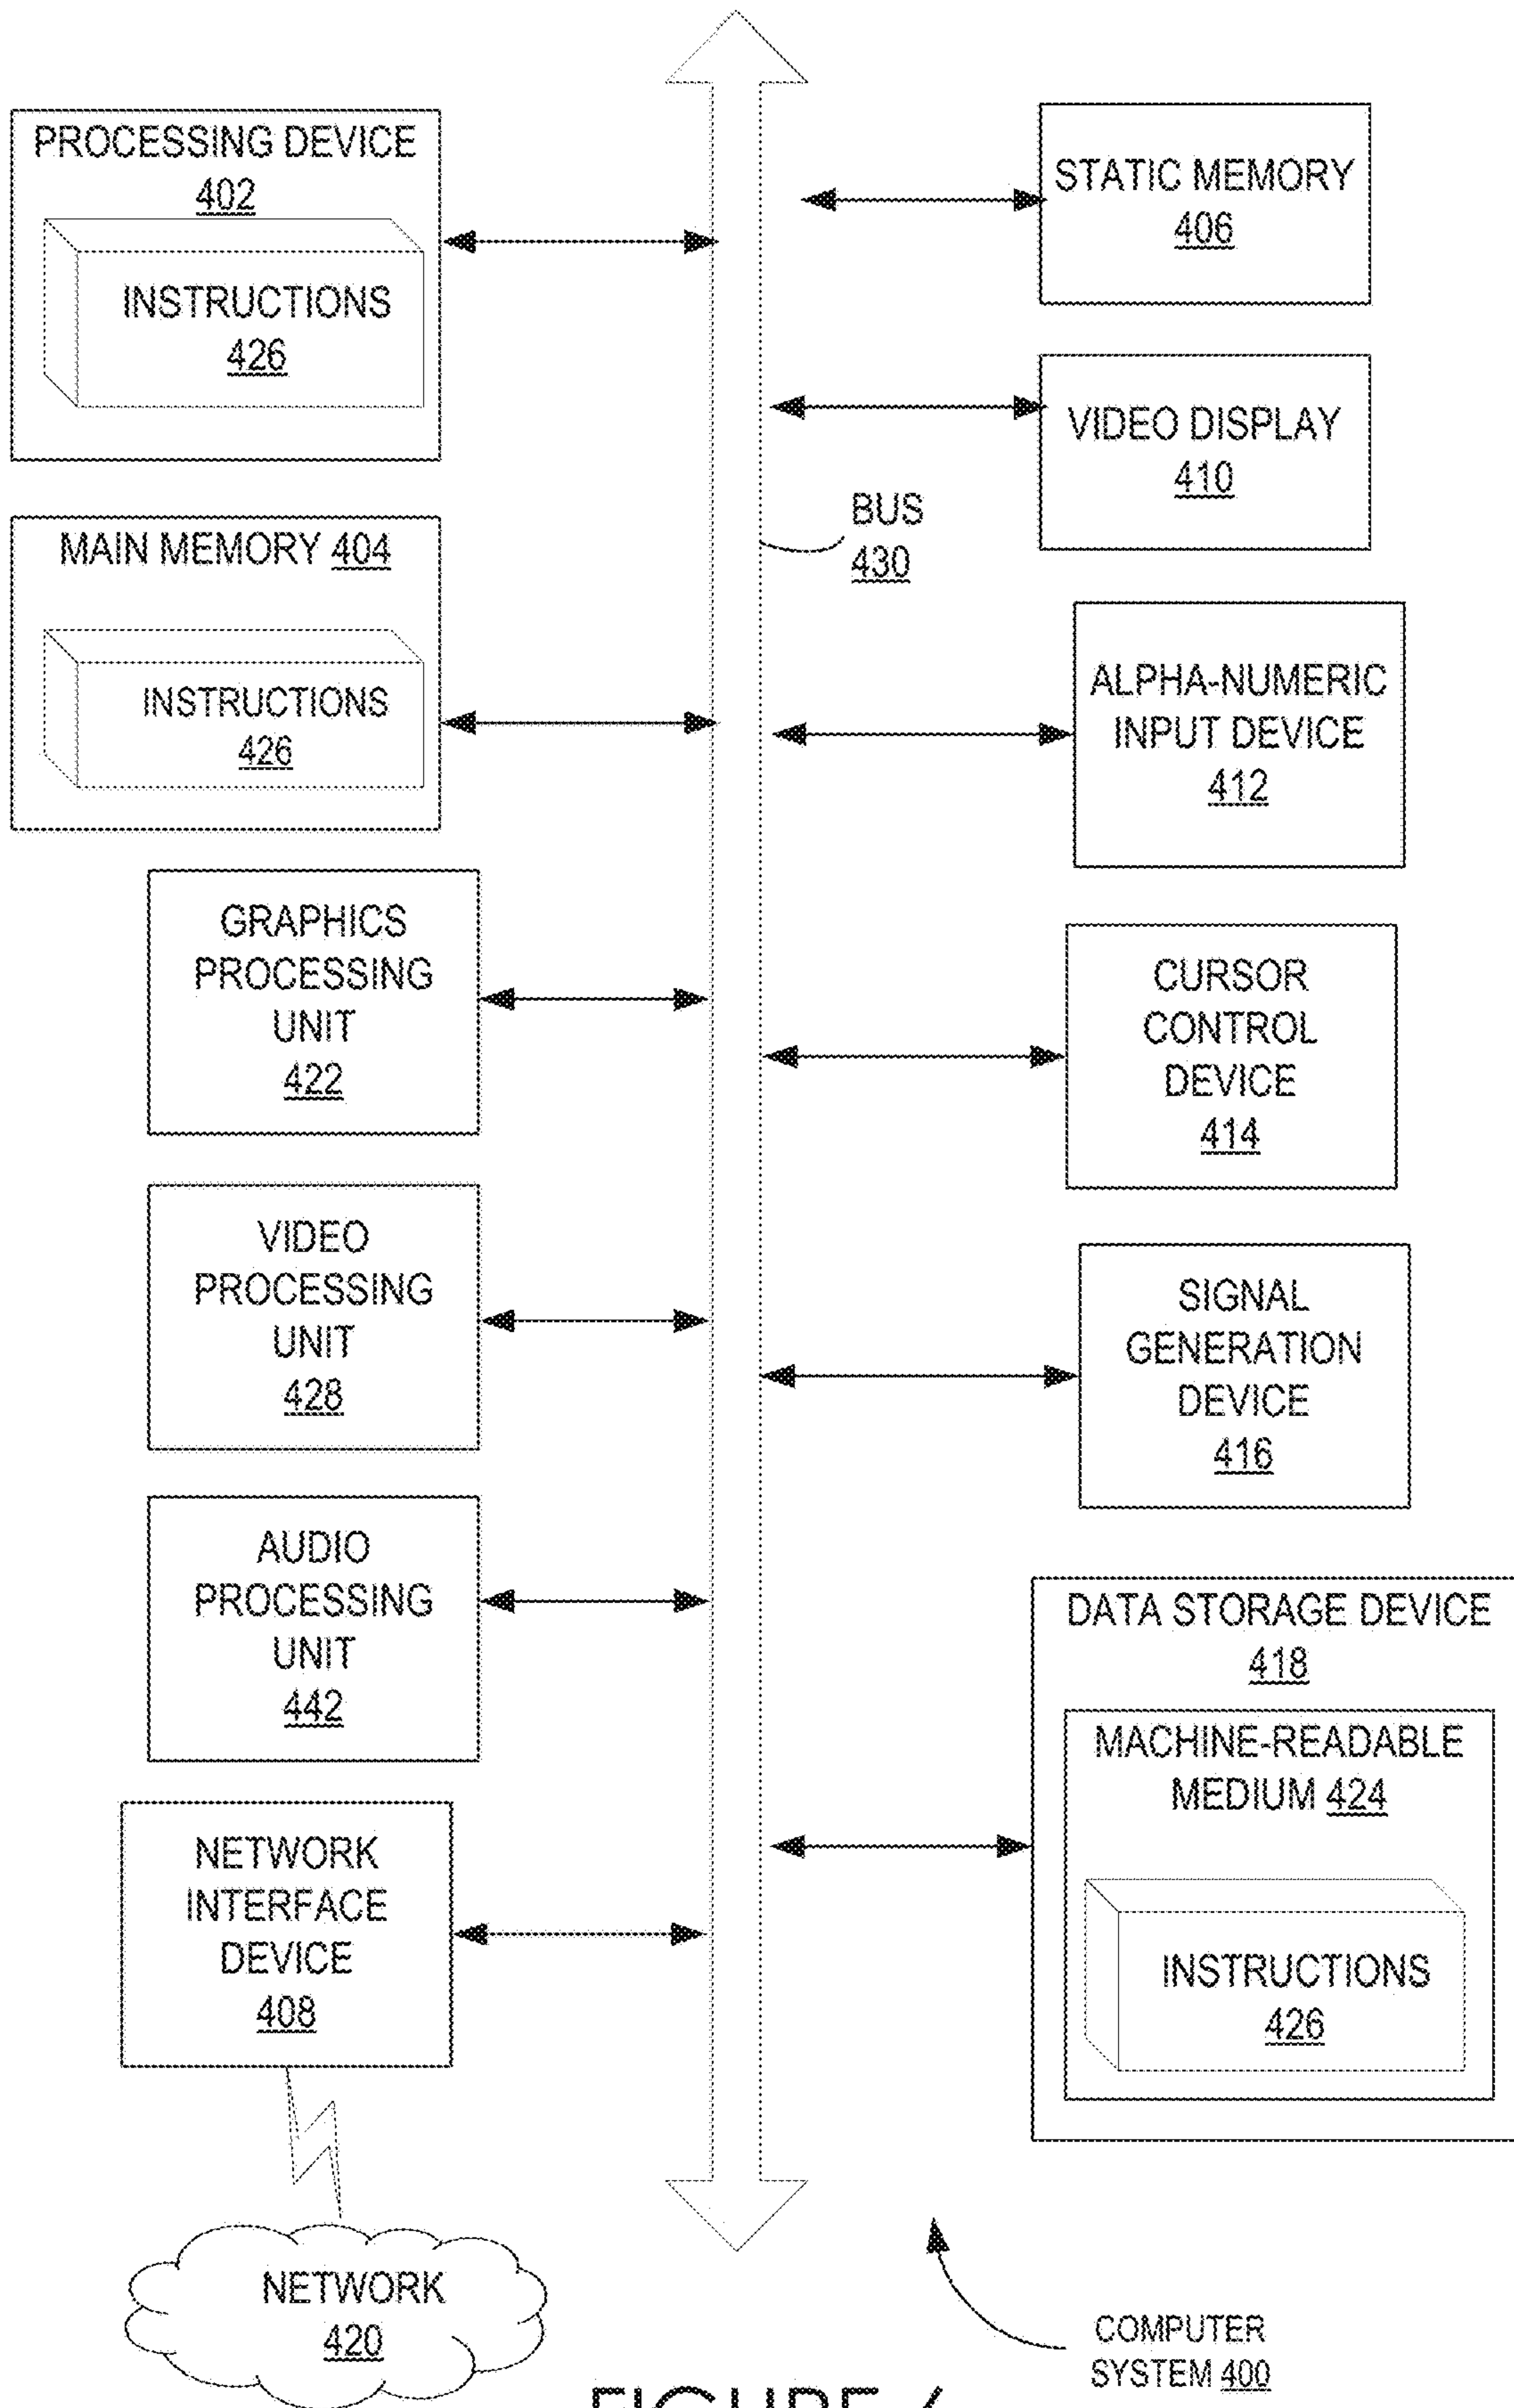 PROCESSING DEVICE
402
INSTRUCTIONS
426
MAIN MEMORY 404
INSTRUCTIONS
426
GRAPHICS
PROCESSING
UNIT
422
VIDEO
PROCESSING
UNIT
428
AUDIO
PROCESSING
UNIT
442
NETWORK
INTERFACE
DEVICE
408
NETWORK
420
BUS
430
STATIC MEMORY
406
VIDEO DISPLAY
410
ALPHA-NUMERIC
INPUT DEVICE
412
CURSOR
CONTROL
DEVICE
414
SIGNAL
GENERATION
DEVICE
416
DATA STORAGE DEVICE
418
MACHINE-READABLE
MEDIUM 424
INSTRUCTIONS
426
COMPUTER
SYSTEM 400
FIGURE